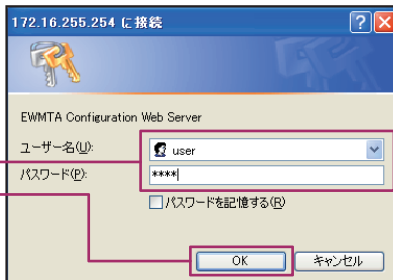 172.16.255.254 に接続
EWMTA Configuration Web Server
ユーザー名(U):
user
パスワード(P):
****
パスワードを記憶する(R)
OK
キャンセル